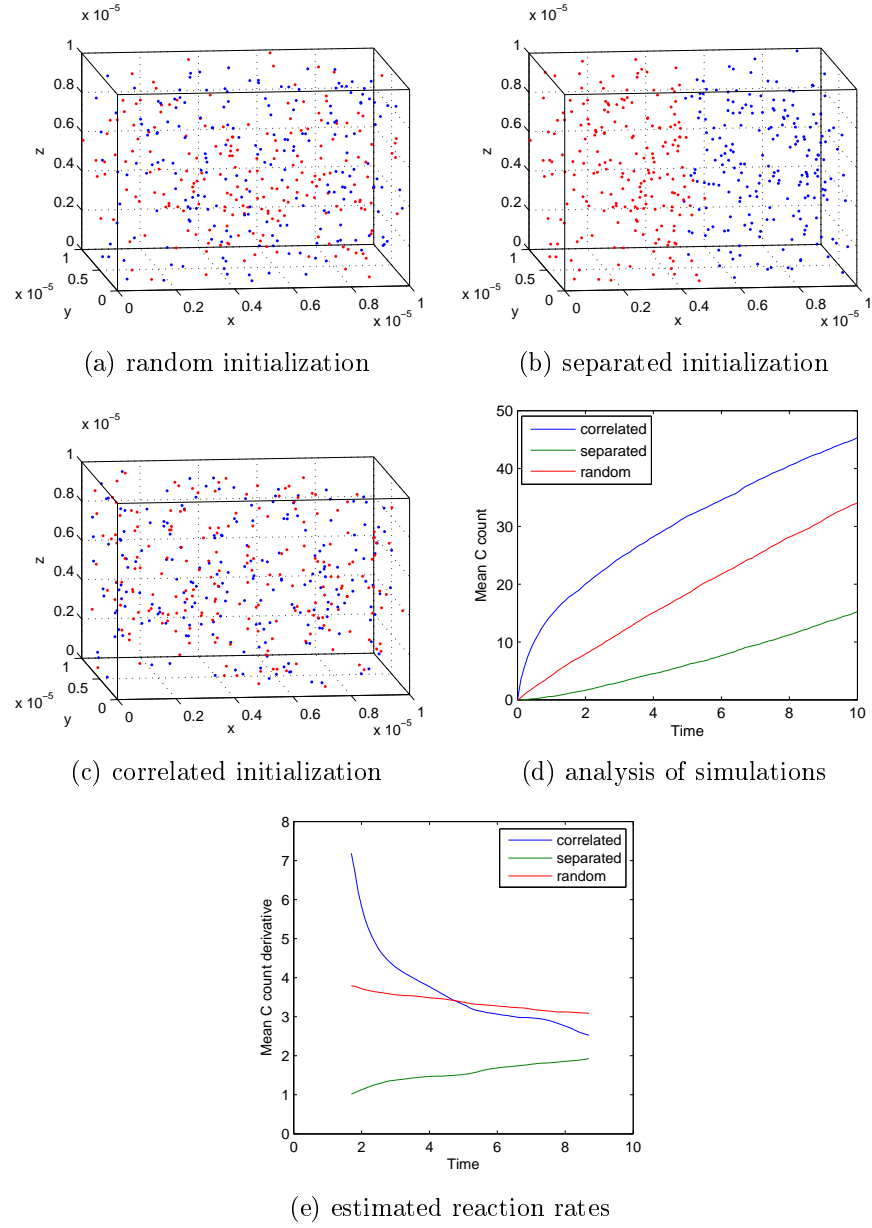 x 10⁻⁵
1
0.8
0.6
z
0.4
0.2
0
1
0.5
x 10⁻⁵
0
y
0
0.2
0.4
x
0.6
0.8
1
x 10⁻⁵
(a) random initialization
x 10⁻⁵
1
0.8
0.6
z
0.4
0.2
0
1
0.5
x 10⁻⁵
0
y
0
0.2
0.4
x
0.6
0.8
1
x 10⁻⁵
(b) separated initialization
x 10⁻⁵
1
0.8
0.6
z
0.4
0.2
0
1
0.5
x 10⁻⁵
0
y
0
0.2
0.4
x
0.6
0.8
1
x 10⁻⁵
(c) correlated initialization
50
40
30
20
10
0
Mean C count
correlated
separated
random
0
2
4
6
8
10
Time
(d) analysis of simulations
8
7
6
5
4
3
2
1
0
Mean C count derivative
correlated
separated
random
0
2
4
6
8
10
Time
(e) estimated reaction rates